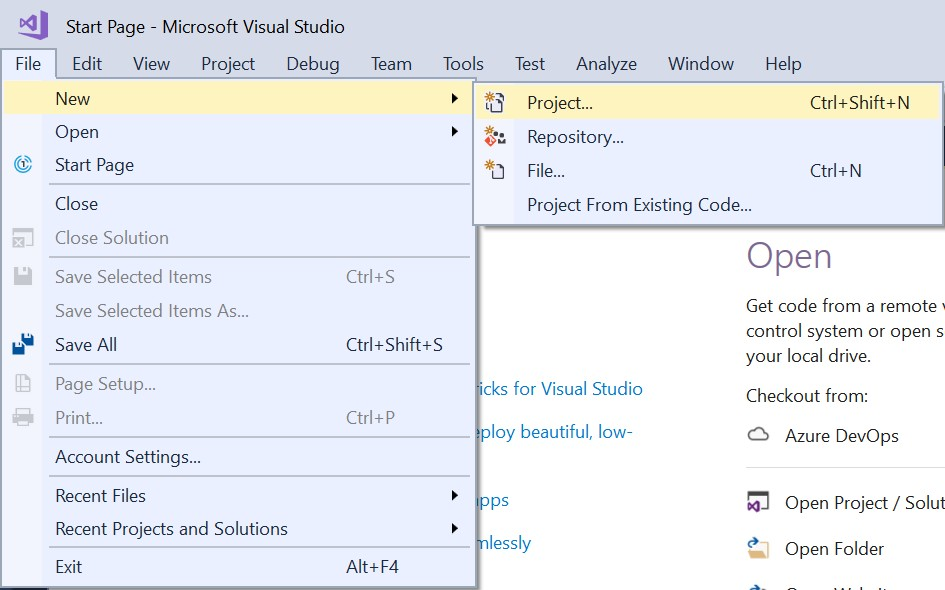 Start Page - Microsoft Visual Studio
File Edit View Project Debug Team Tools Test Analyze Window Help
New
Open
Start Page
Close
Close Solution
Save Selected Items Ctrl+S
Save Selected Items As...
Save All Ctrl+Shift+S
Page Setup...
Print... Ctrl+P
Account Settings...
Recent Files
Recent Projects and Solutions
Exit Alt+F4
Project... Ctrl+Shift+N
Repository...
File... Ctrl+N
Project From Existing Code...
ricks for Visual Studio
eploy beautiful, low-
apps
mlessly
Open
Get code from a remote
control system or open s
your local drive.
Checkout from:
Azure DevOps
Open Project / Solut
Open Folder